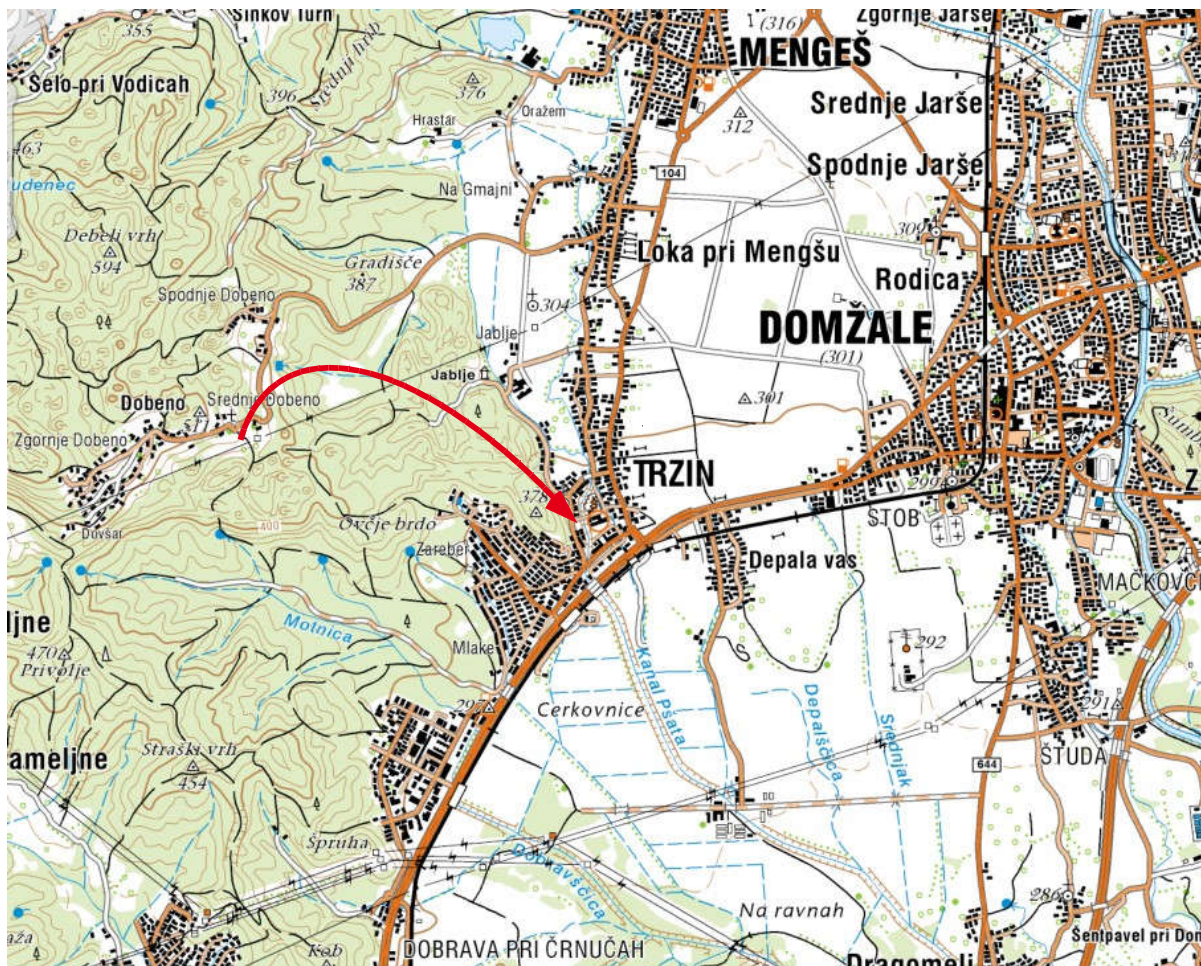 Šinkov Turn
(316)
Zgornje Jarše
355
Srednji hrib
MENGEŠ
Selo pri Vodicah
396
376
Oražem
Hrastar
Srednje Jarše
312
463
Spodnje Jarše
104
Na Gmajni
Debeli vrh
594
Gradišče
387
309
Loka pri Mengšu
Rodica
Spodnje Dobeno
304
DOMŽALE
Jablje
(301)
Jablje
Dobeno
Srednje Dobeno
301
Zgornje Dobeno
TRZIN
378
299
STOB
400
Ovčje brdo
Dovsar
Zareber
Depala vas
Motnica
292
470
Privolje
Mlake
Kanal Pšata
297
Cerkovnice
Depalščica
Srednjak
291
Straški vrh
454
ameljne
644
ŠTUDA
Špruha
Dobravščica
286
Na ravnah
Šentpavel pri Dom
Kob
DOBRAVA PRI ČRNUČAH
Dragomelj